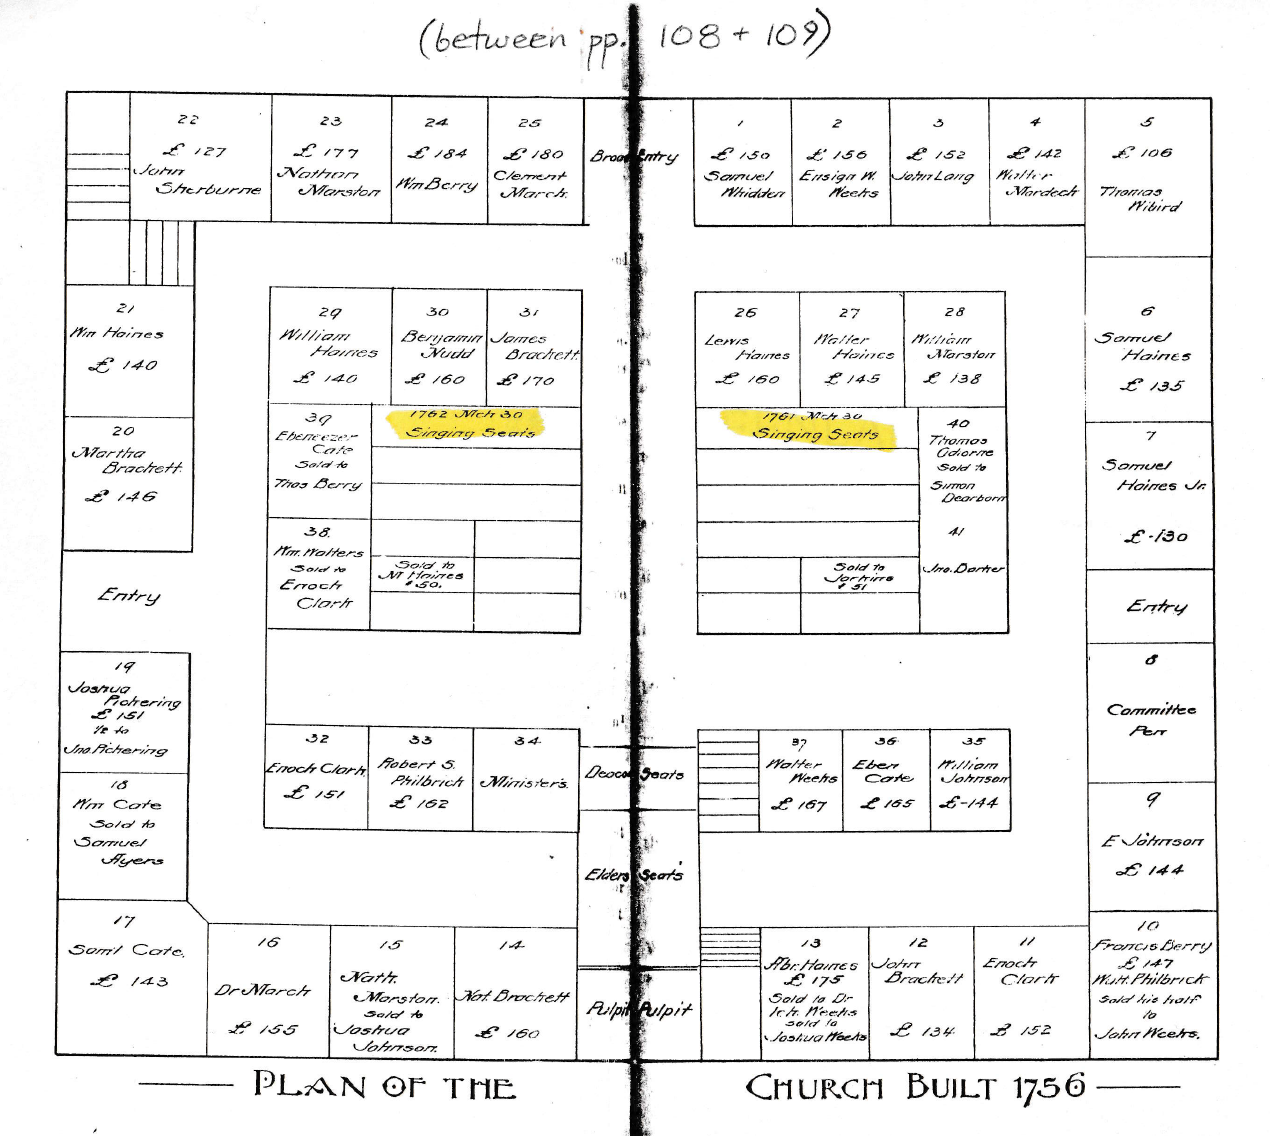 (between pp. 108 + 109)
22
£ 127
John
Sherburne
23
£ 177
Nathan
Marston
24
£ 184
Wm Berry
25
£ 180
Clement
March.
Broad Entry
1
£ 150
Samuel
Whidden
2
£ 156
Ensign W.
Weeks
3
£ 152
John Lang
4
£ 142
Walter
5
£ 106
Thomas
Wibird
21
Wm Haines
£ 140
20
Martha
Brackett
£ 146
Entry
19
Joshua
Pickering
£ 151
½ to
Jno. Pickering
18
Wm Cate
Sold to
Samuel
Ayers
17
Saml Cate.
£ 143
29
William
Haines
£ 140
30
Benjamin
Nudd
£ 160
31
James
Brackett
£ 170
39
Ebeneezer
Cate
Sold to
Thos Berry
1762 Mch 30
Singing Seats
38.
Wm. Walters
Sold to
Enoch
Clark
Sold to
M Haines
$50.
26
Lewis
Haines
£ 160
27
Walter
Haines
£ 145
28
William
Marston
£ 138
1761 Mch 30
Singing Seats
40
Thomas
Odorne
Sold to
Simon
Dearborn
41
Sold to
Jorkins
$ 51
6
Samuel
Haines
£ 135
7
Samuel
Haines Jr.
£-130
Entry
8
Committee
Pen
9
E Johnson
£ 144
32
Enoch Clark
£ 151
33
Robert S.
Philbrick
£ 162
34
Ministers.
Deacon Seats
37
Walter
Weeks
£ 167
36
Eben
Cate
£ 165
35
William
Johnson
£-144
Elders Seats
16
Dr March
£ 155
15
Nath.
Marston.
Sold to
Joshua
Johnson.
14
Nat. Brackett
£ 160
Pulpit Pulpit
13
Abr. Haines
£ 175
Sold to Dr
Ich. Weeks
Sold to
Joshua Weeks
12
John
Brackett
£ 134
11
Enoch
Clark
£ 152
10
Francis Berry
£ 147
Philbrick
Sold his half
to
John Weeks.
PLAN OF THE CHURCH BUILT 1756